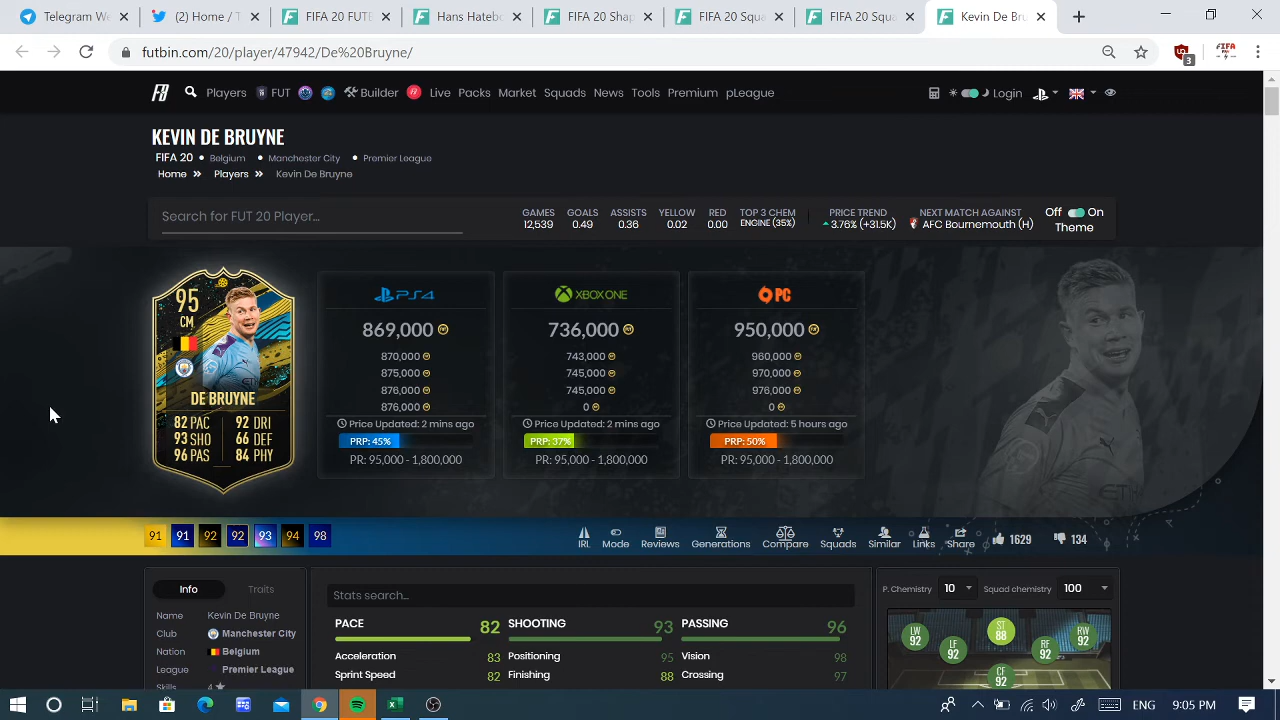 Telegram We
(2) Home / T
FIFA 20 FUTE
Hans Hateb
FIFA 20 Shap
FIFA 20 Squa
FIFA 20 Squa
Kevin De Bru
futbin.com/20/player/47942/De%20Bruyne/
3
Players FUT Builder Live Packs Market Squads News Tools Premium pLeague Login
KEVIN DE BRUYNE
FIFA 20 • Belgium • Manchester City • Premier League
Home » Players » Kevin De Bruyne
Search for FUT 20 Player...
GAMES GOALS ASSISTS YELLOW RED TOP 3 CHEM PRICE TREND NEXT MATCH AGAINST Off On
12,539 0.49 0.36 0.02 0.00 ENGINE (35%) 3.76% (+31.5K) AFC Bournemouth (H) Theme
95
CM
DE BRUYNE
82 PAC 92 DRI
93 SHO 66 DEF
96 PAS 84 PHY
PS4
869,000
870,000
875,000
876,000
876,000
Price Updated: 2 mins ago
PRP: 45%
PR: 95,000 - 1,800,000
XBOX ONE
736,000
743,000
745,000
745,000
0
Price Updated: 2 mins ago
PRP: 37%
PR: 95,000 - 1,800,000
PC
950,000
960,000
970,000
976,000
0
Price Updated: 5 hours ago
PRP: 50%
PR: 95,000 - 1,800,000
91 91 92 92 93 94 98
IRL Mode Reviews Generations Compare Squads Similar Links Share 1629 134
Info Traits
Name Kevin De Bruyne
Club Manchester City
Nation Belgium
League Premier League
Skills 4★
Stats search...
PACE 82
Acceleration 83
Sprint Speed 82
SHOOTING 93
Positioning 95
Finishing 88
PASSING 96
Vision 98
Crossing 97
P. Chemistry 10 Squad chemistry 100
LW
92
LF
92
ST
88
RF
92
RW
92
CF
92
ENG 9:05 PM